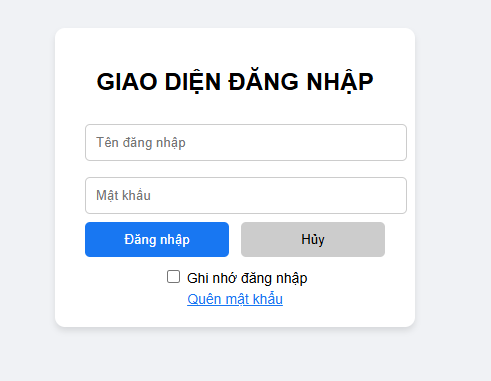 GIAO DIỆN ĐĂNG NHẬP
Tên đăng nhập
Mật khẩu
Đăng nhập Hủy
Ghi nhớ đăng nhập
Quên mật khẩu